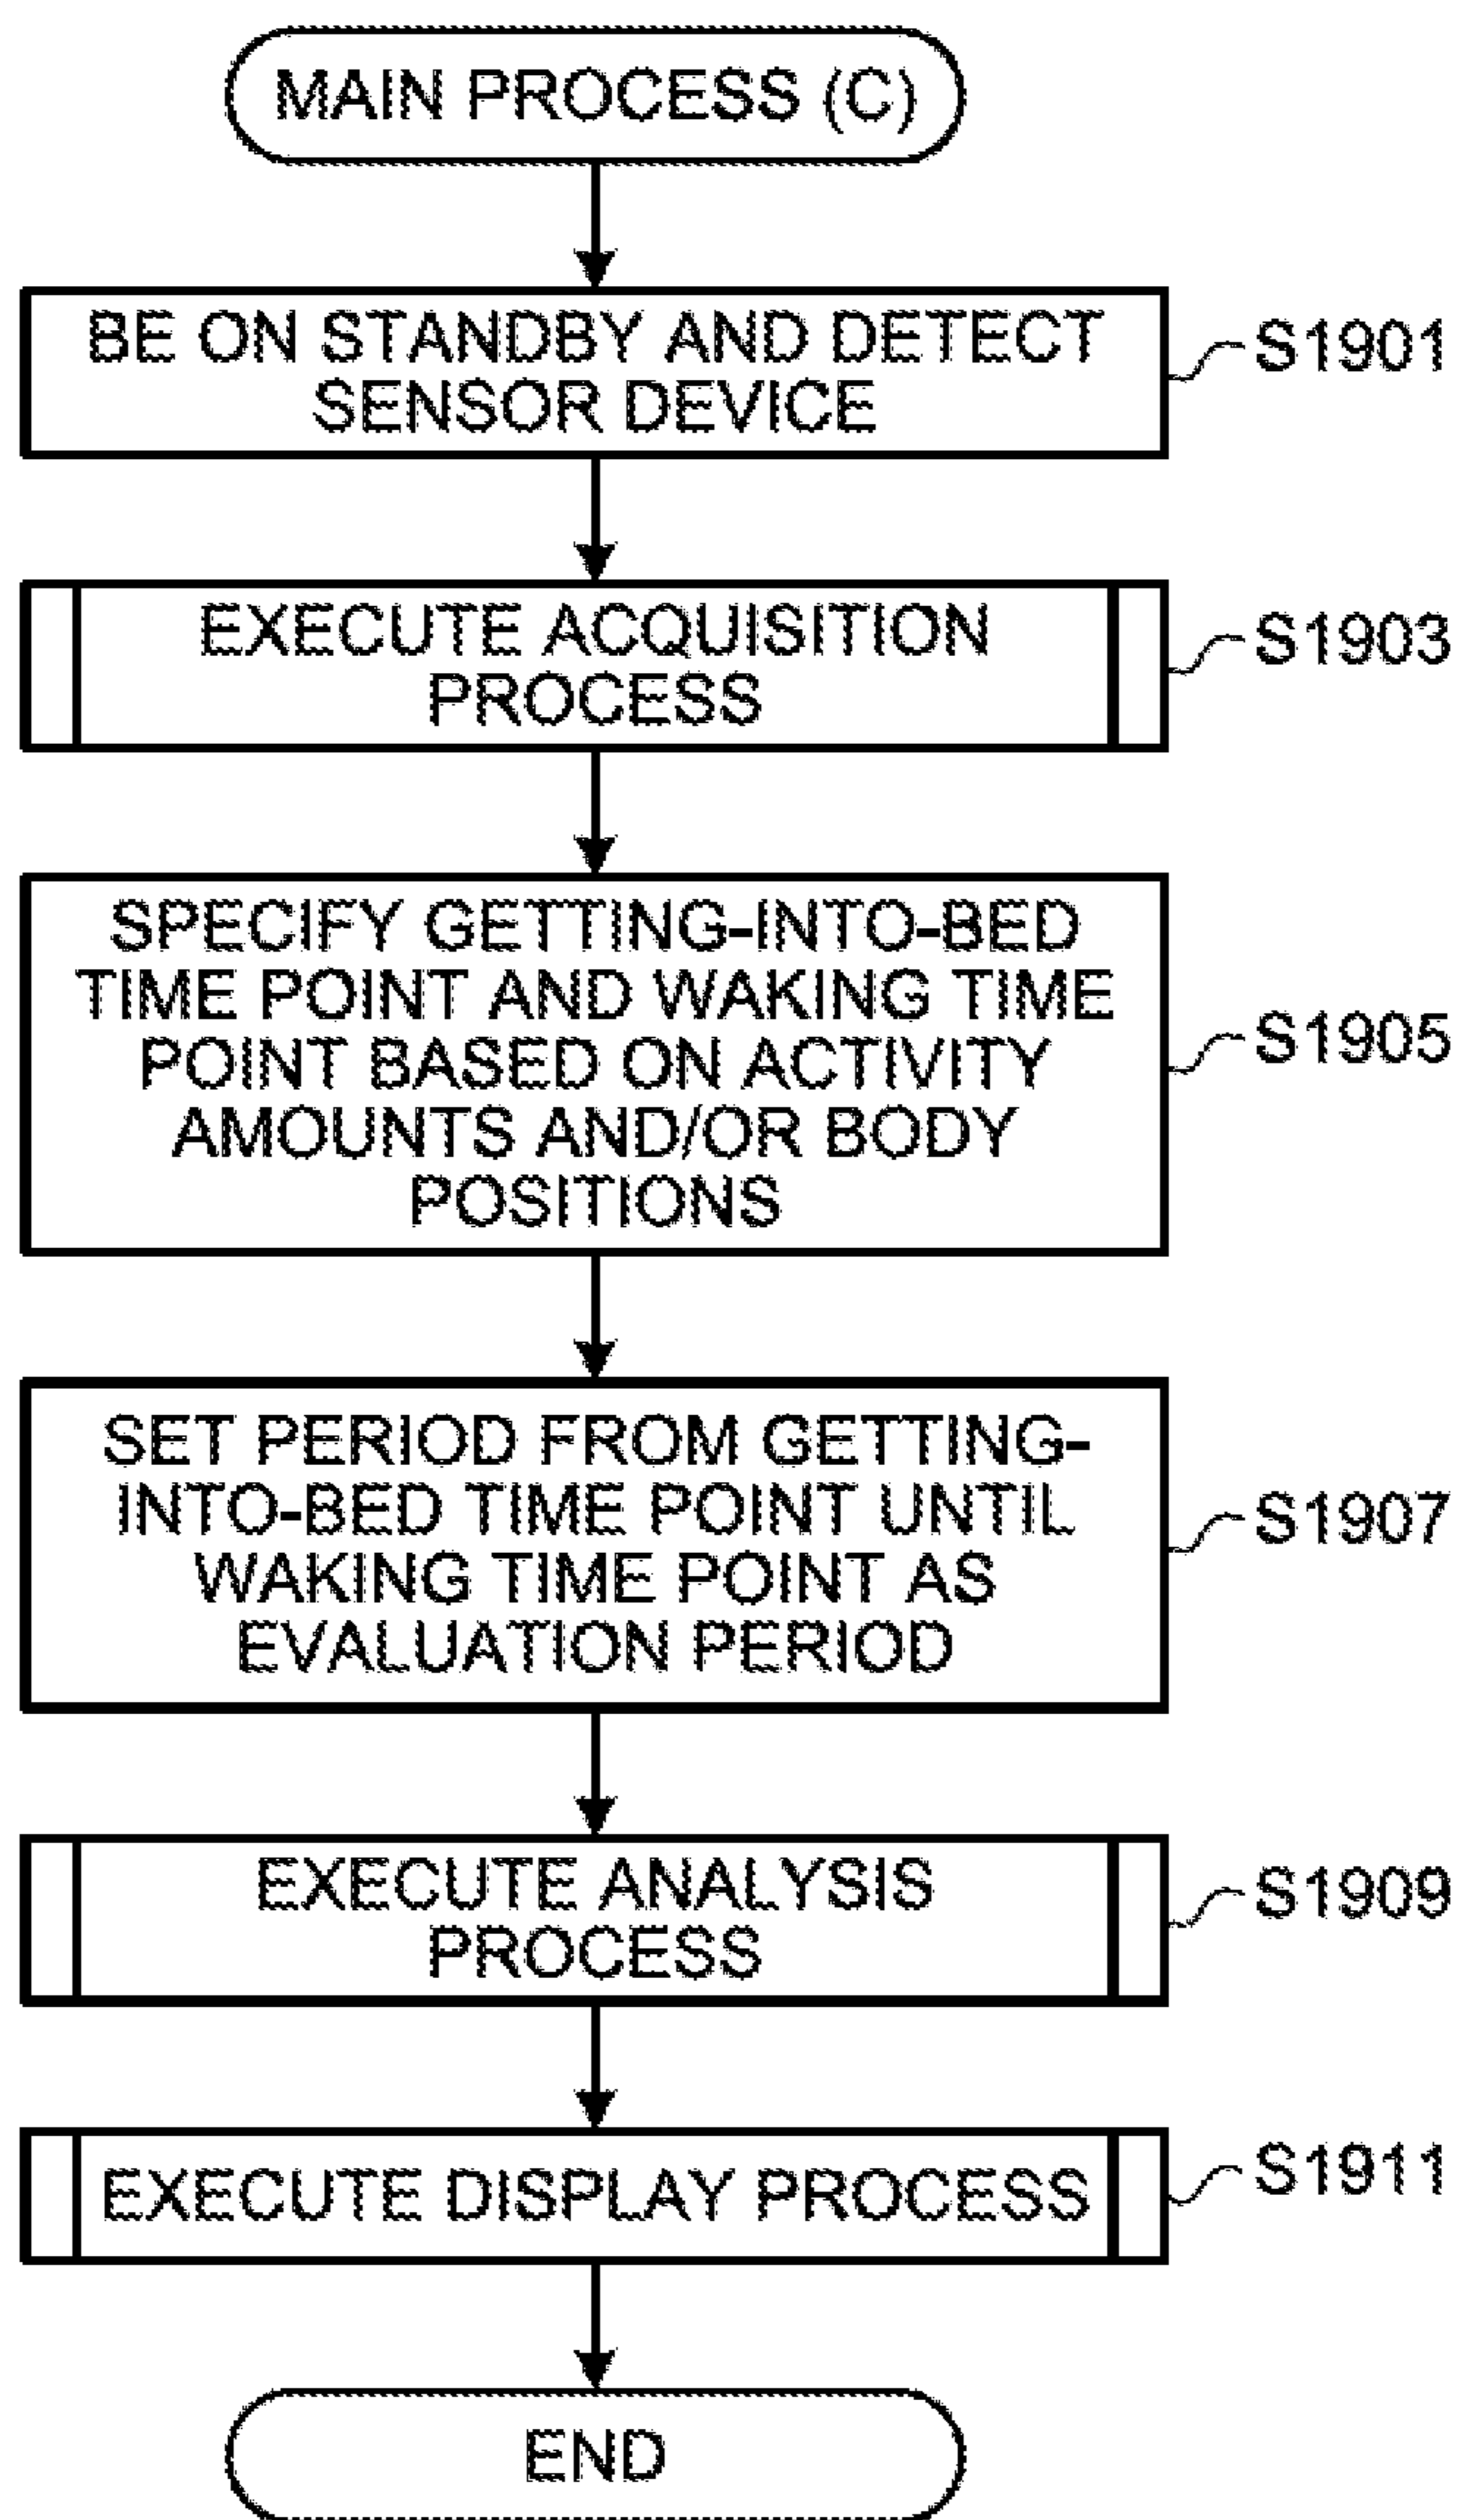 MAIN PROCESS (C)
BE ON STANDBY AND DETECT
SENSOR DEVICE
S1901
EXECUTE ACQUISITION
PROCESS
S1903
SPECIFY GETTING-INTO-BED
TIME POINT AND WAKING TIME
POINT BASED ON ACTIVITY
AMOUNTS AND/OR BODY
POSITIONS
S1905
SET PERIOD FROM GETTING-
INTO-BED TIME POINT UNTIL
WAKING TIME POINT AS
EVALUATION PERIOD
S1907
EXECUTE ANALYSIS
PROCESS
S1909
EXECUTE DISPLAY PROCESS
S1911
END